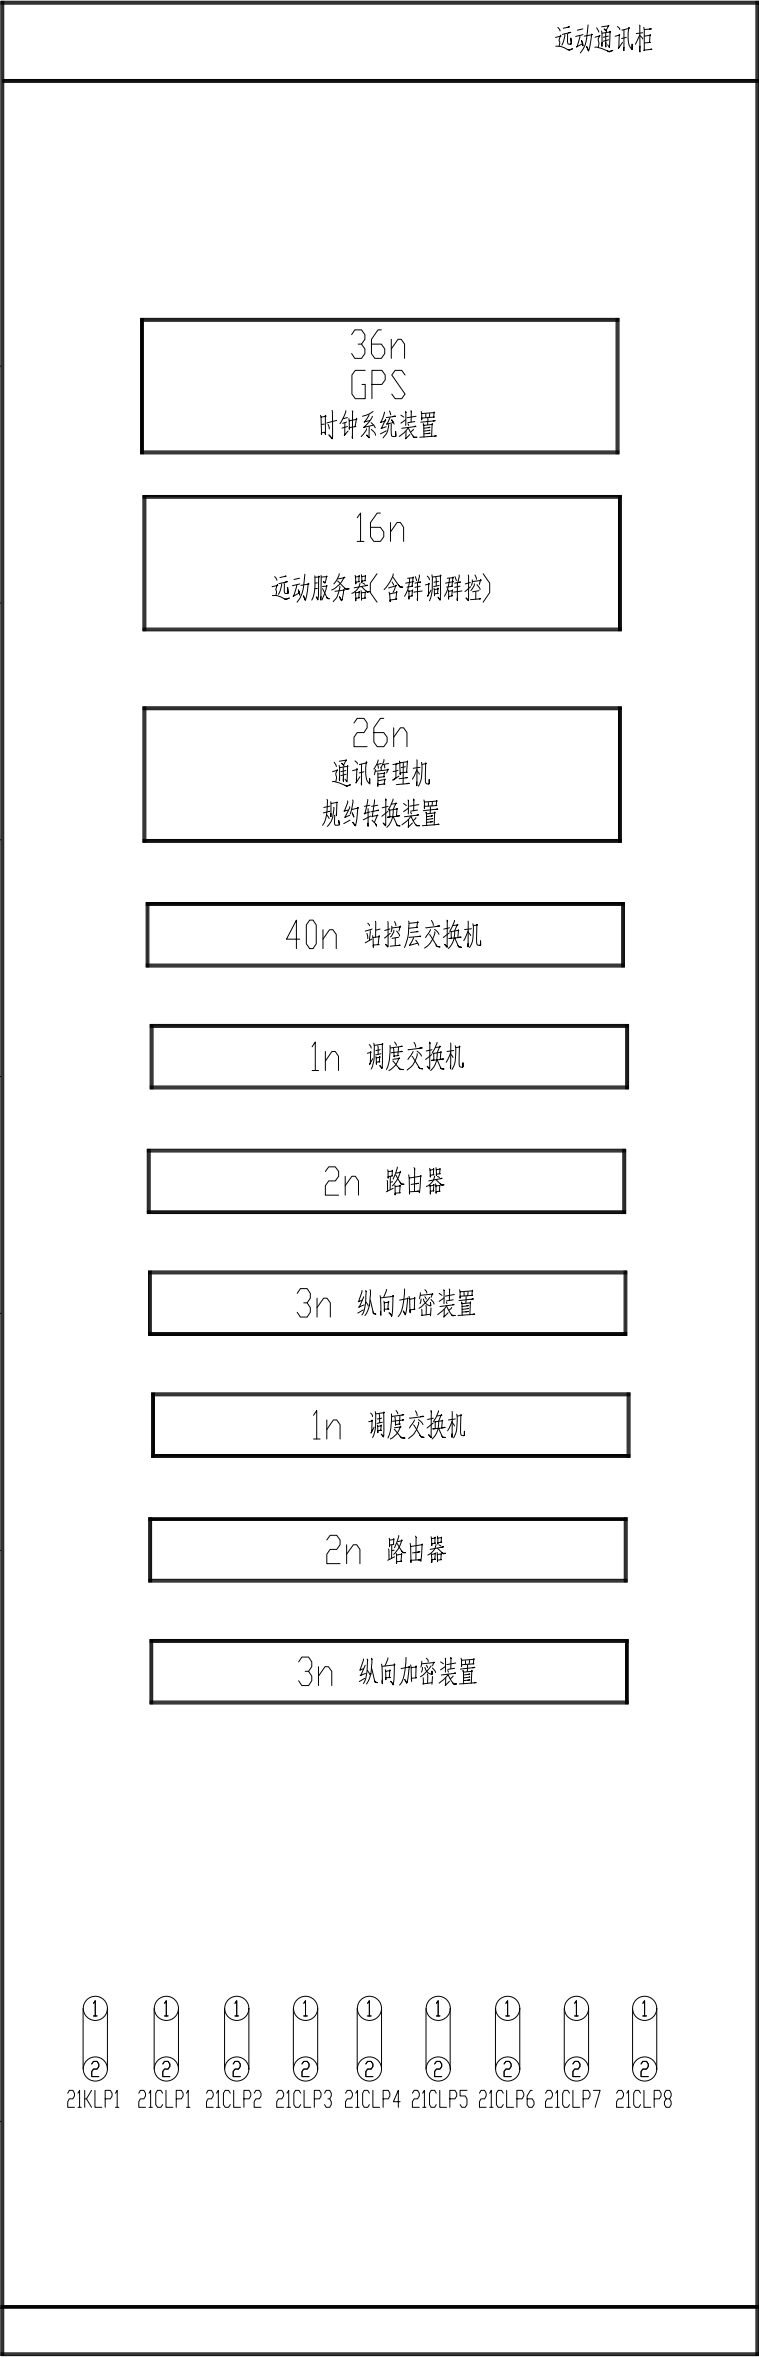 远动通讯柜
36n
GPS
时钟系统装置
16n
远动服务器(含群调群控)
26n
通讯管理机
规约转换装置
40n 站控层交换机
1n 调度交换机
2n 路由器
3n 纵向加密装置
1n 调度交换机
2n 路由器
3n 纵向加密装置
1 1 1 1 1 1 1 1 1
2 2 2 2 2 2 2 2 2
21KLP1 21CLP1 21CLP2 21CLP3 21CLP4 21CLP5 21CLP6 21CLP7 21CLP8